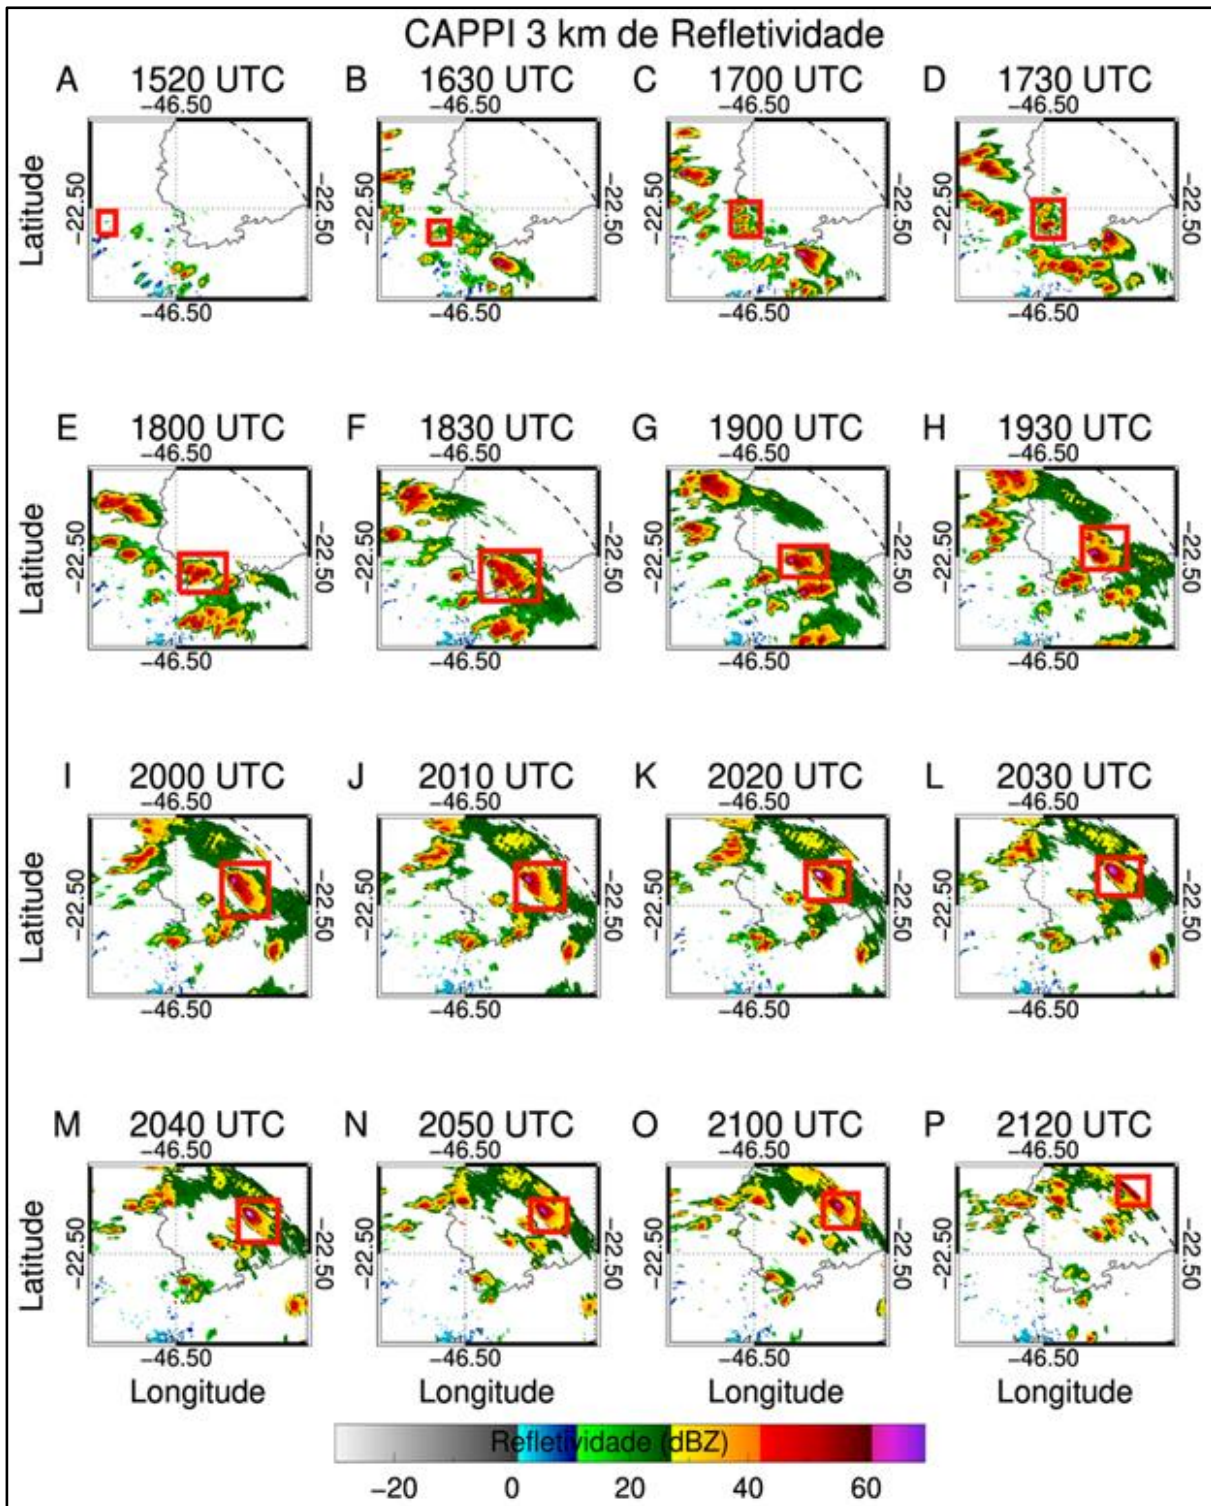 CAPPI 3 km de Refletividade
A 1520 UTC B 1630 UTC C 1700 UTC D 1730 UTC
−46.50 −46.50 −46.50 −46.50
Latitude −22.50 −22.50 −22.50 −22.50 −22.50 −22.50 −22.50 −22.50
−46.50 −46.50 −46.50 −46.50
E 1800 UTC F 1830 UTC G 1900 UTC H 1930 UTC
−46.50 −46.50 −46.50 −46.50
Latitude −22.50 −22.50 −22.50 −22.50 −22.50 −22.50 −22.50 −22.50
−46.50 −46.50 −46.50 −46.50
I 2000 UTC J 2010 UTC K 2020 UTC L 2030 UTC
−46.50 −46.50 −46.50 −46.50
Latitude −22.50 −22.50 −22.50 −22.50 −22.50 −22.50 −22.50 −22.50
−46.50 −46.50 −46.50 −46.50
M 2040 UTC N 2050 UTC O 2100 UTC P 2120 UTC
−46.50 −46.50 −46.50 −46.50
Latitude −22.50 −22.50 −22.50 −22.50 −22.50 −22.50 −22.50 −22.50
−46.50 −46.50 −46.50 −46.50
Longitude Longitude Longitude Longitude
Refletividade (dBZ)
−20 0 20 40 60